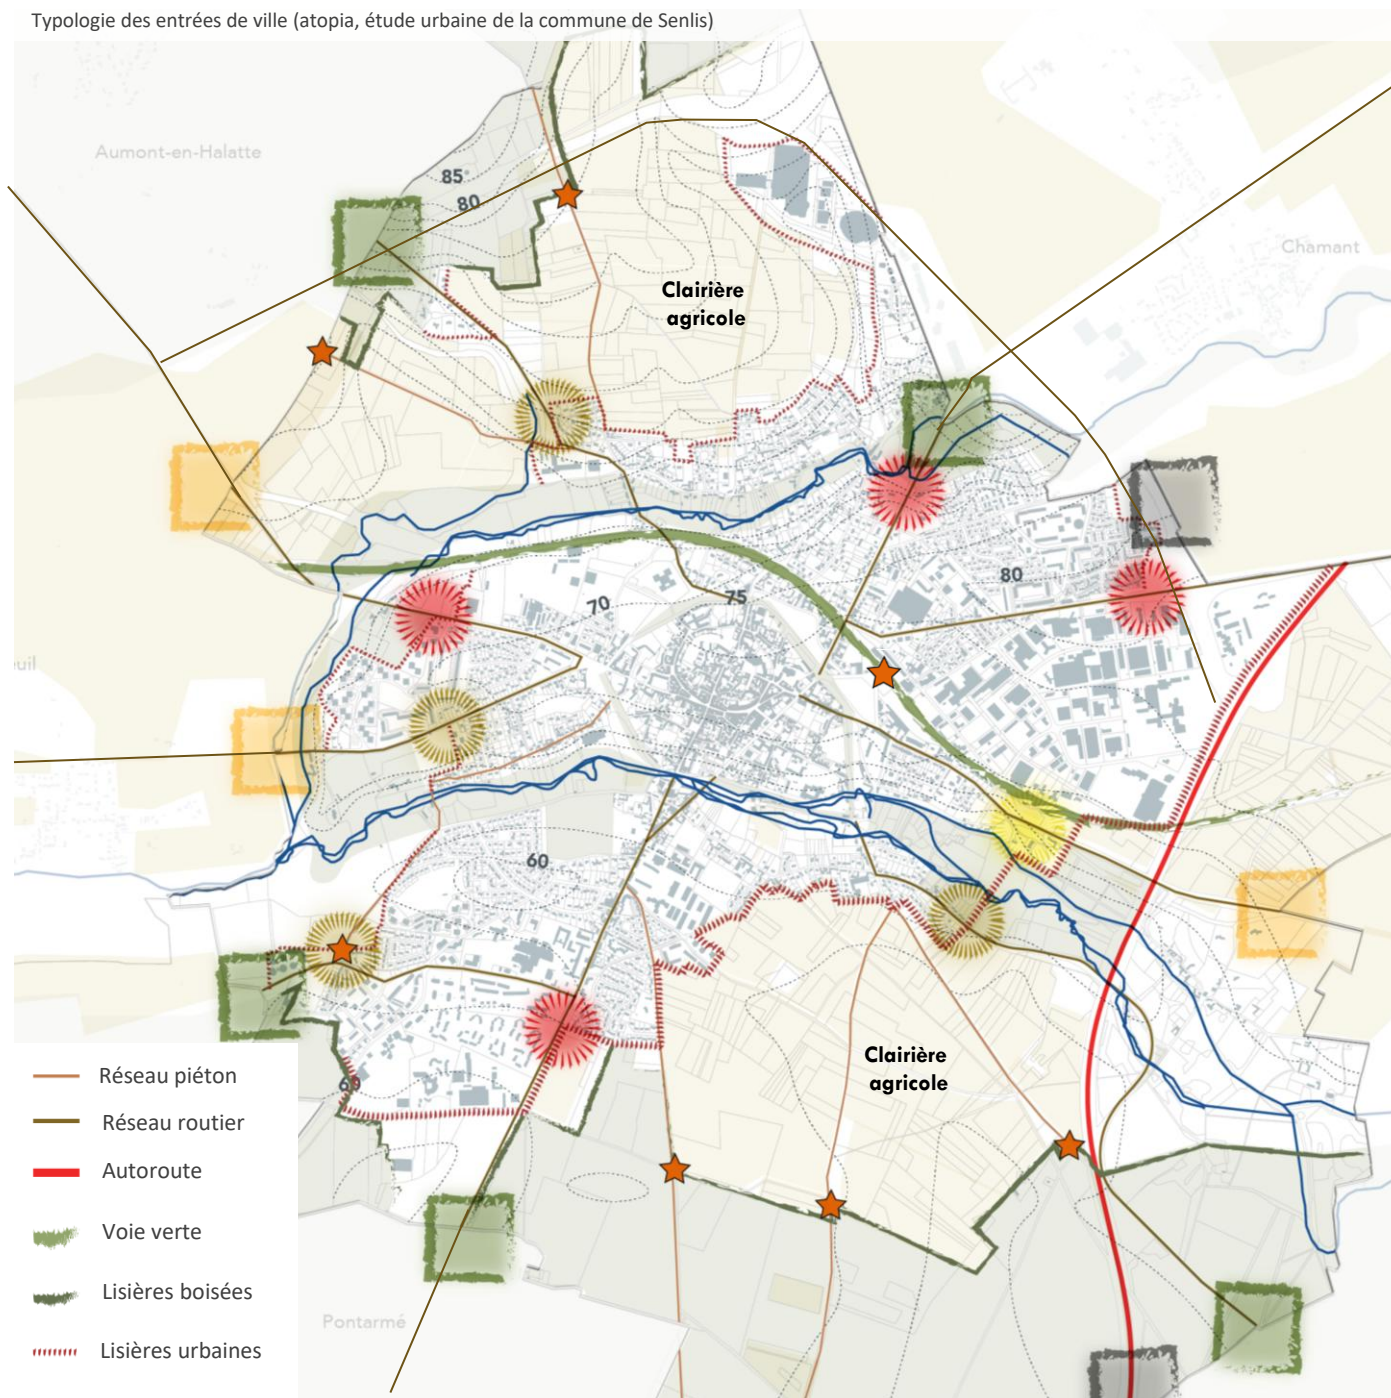 Typologie des entrées de ville (atopia, étude urbaine de la commune de Senlis)
Aumont-en-Halatte
85
80
Chamant
Clairière
agricole
80
70
75
uil
60
Clairière
agricole
60
Pontarmé
Réseau piéton
Réseau routier
Autoroute
Voie verte
Lisières boisées
Lisières urbaines